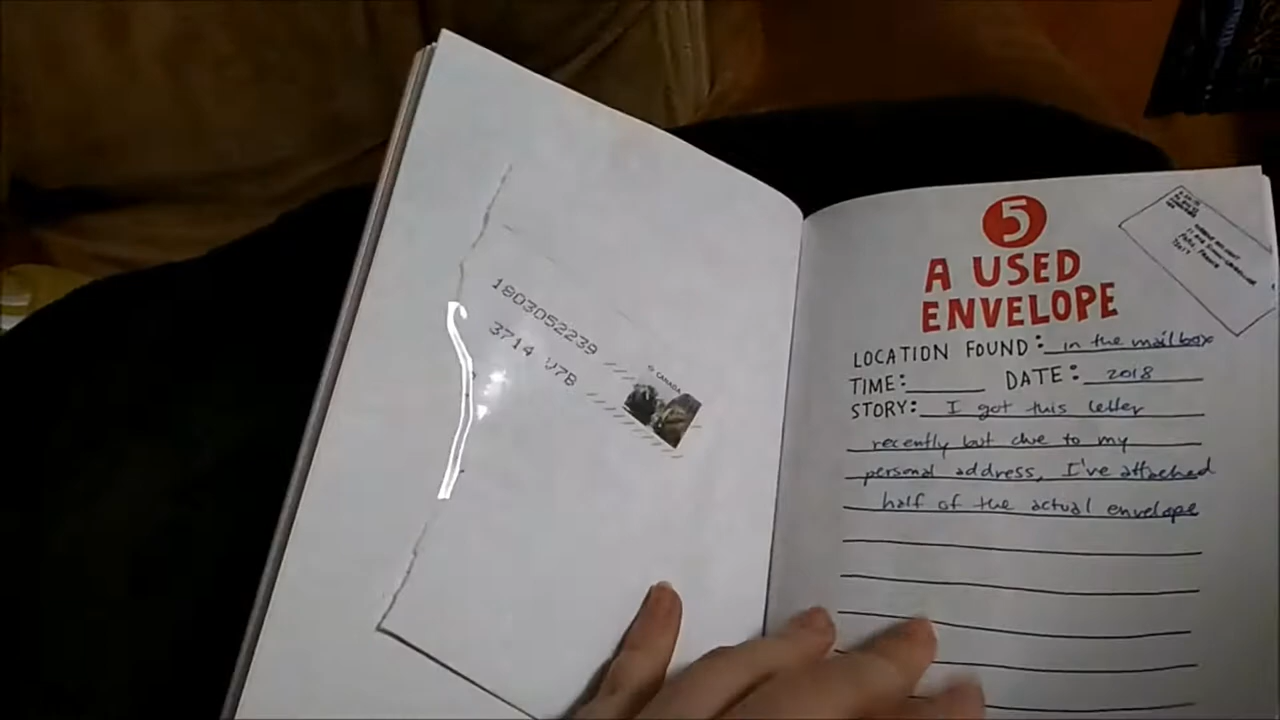 1803052239
3714 U7B
CANADA
5
A USED
ENVELOPE
LOCATION FOUND: in the mailbox
TIME: DATE: 2018
STORY: I got this letter
recently but due to my
personal address, I've attached
half of the actual envelope